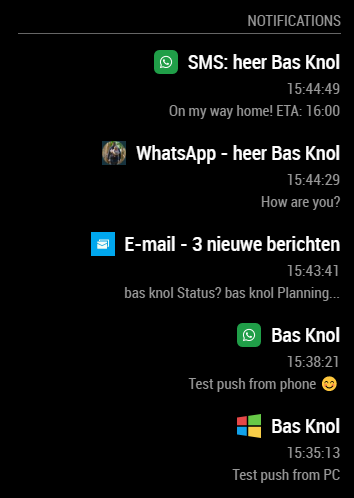 NOTIFICATIONS
SMS: heer Bas Knol
15:44:49
On my way home! ETA: 16:00
WhatsApp - heer Bas Knol
15:44:29
How are you?
E-mail - 3 nieuwe berichten
15:43:41
bas knol Status? bas knol Planning...
Bas Knol
15:38:21
Test push from phone 😊
Bas Knol
15:35:13
Test push from PC